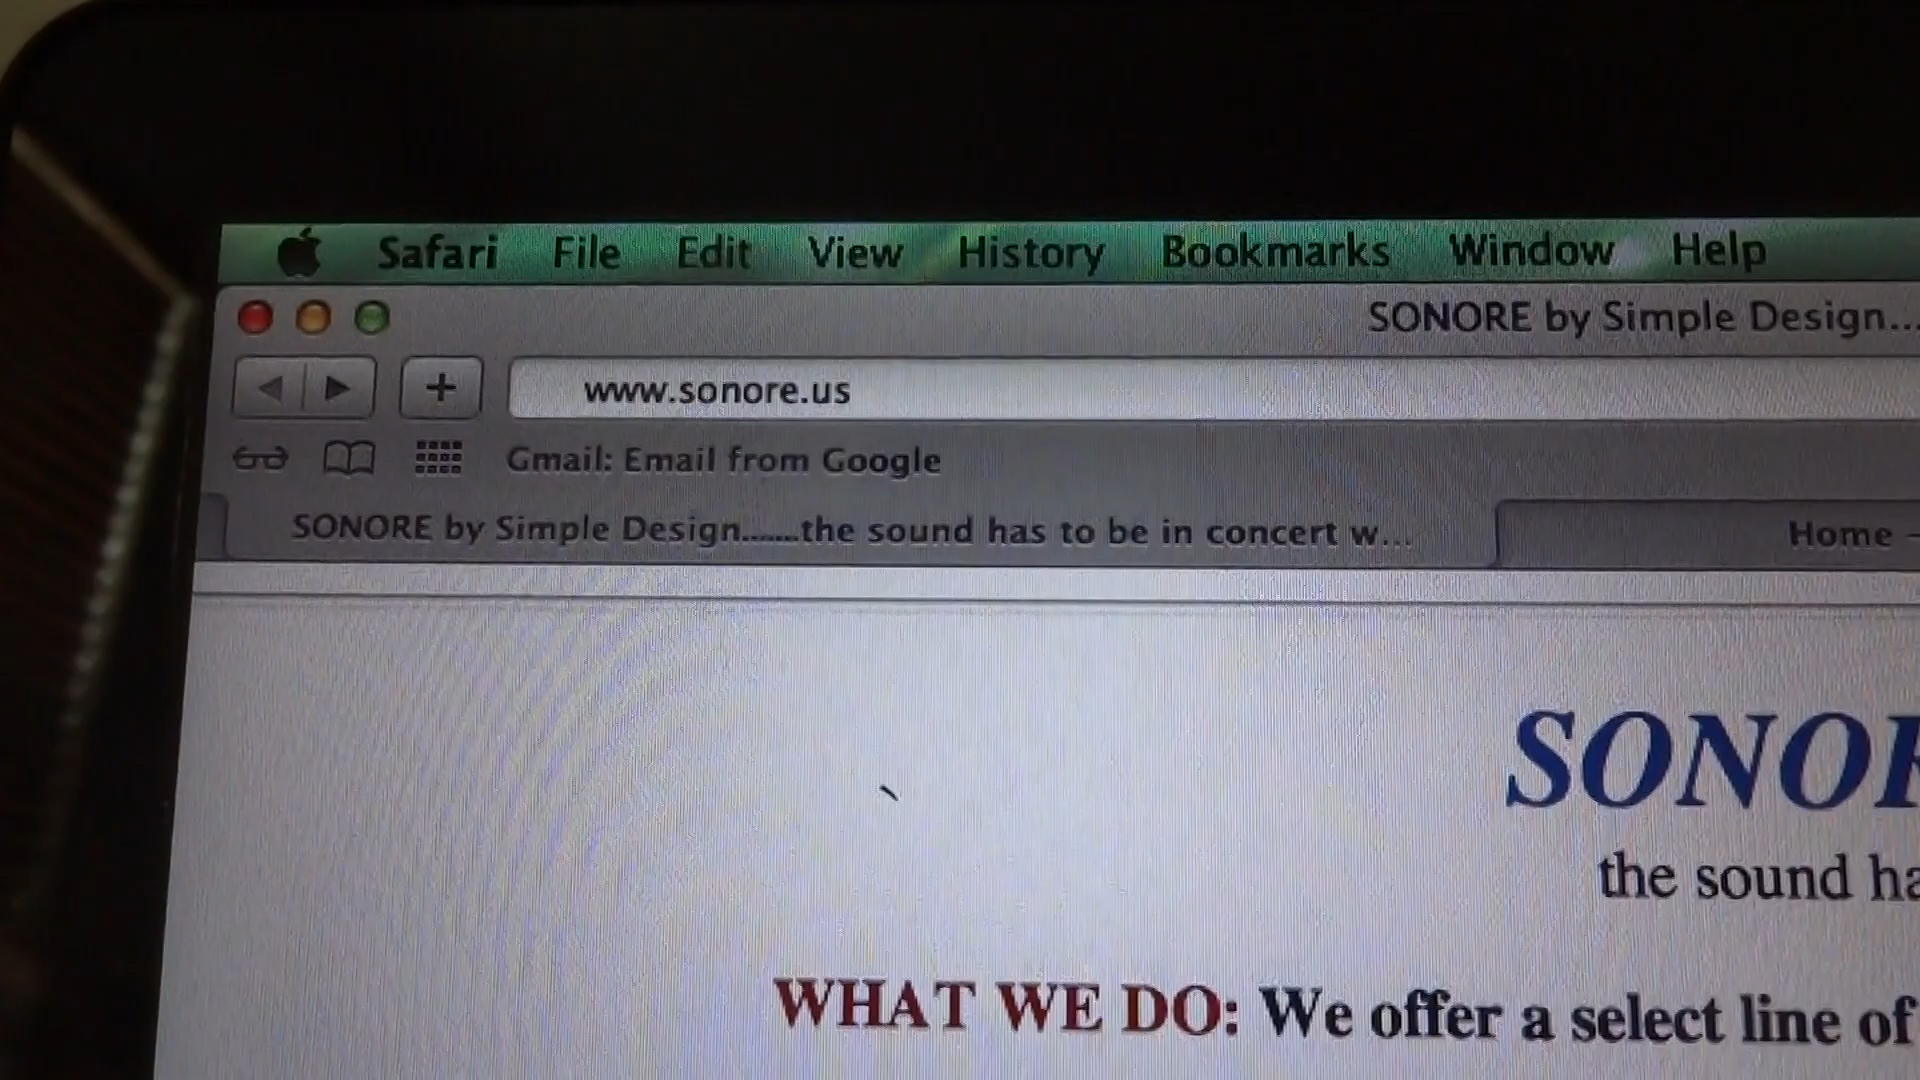 Safari File Edit View History Bookmarks Window Help
SONORE by Simple Design...
www.sonore.us
Gmail: Email from Google
SONORE by Simple Design.......the sound has to be in concert w...
Home -
SONOR
the sound ha
WHAT WE DO: We offer a select line of